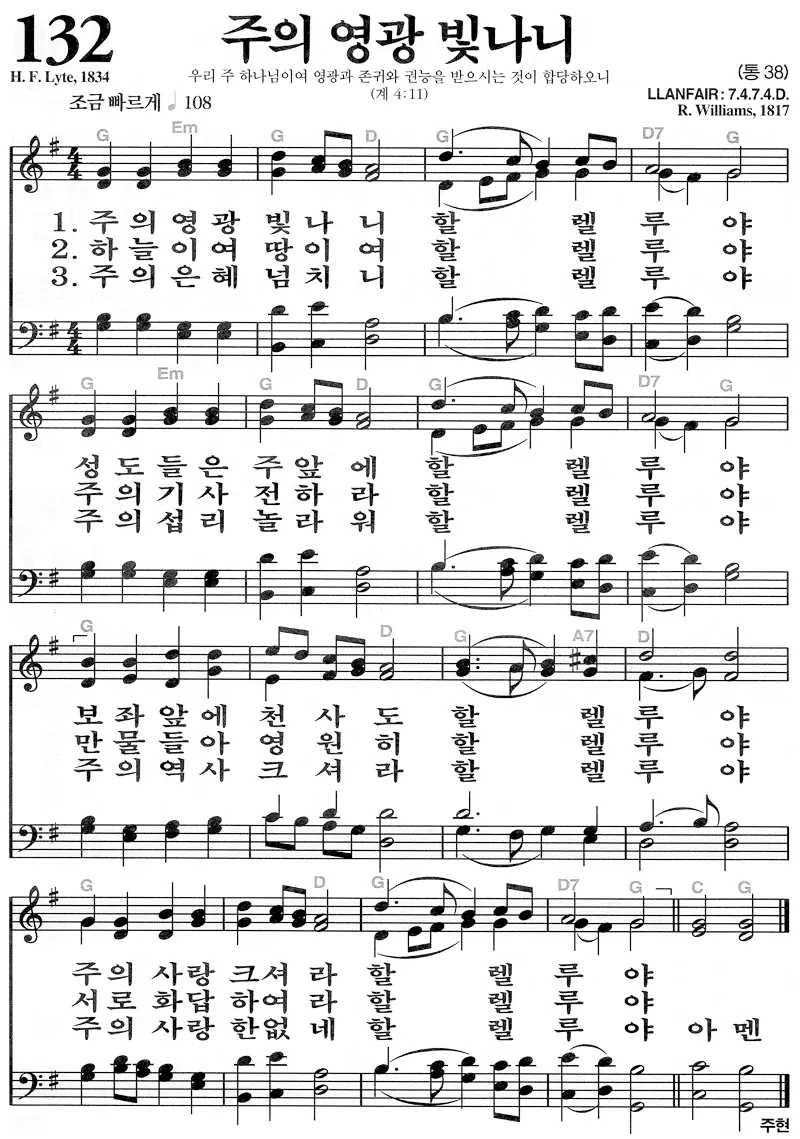 132
주의 영광 빛나니
H. F. Lyte, 1834
우리 주 하나님이여 영광과 존귀와 권능을 받으시는 것이 합당하오니
(통 38)
(계 4:11)
LLANFAIR: 7.4.7.4.D.
조금 빠르게 ♩ 108
R. Williams, 1817
G Em G D G D7 G
4 4
1. 주의영광 빛나니 할 렐루야
2. 하늘이여 땅이여 할 렐루야
3. 주의은혜 넘치니 할 렐루야
4 4
G Em G D G D7 G
성도들은 주앞에 할 렐루야
주의기사 전하라 할 렐루야
주의섭리 놀라워 할 렐루야
G D G A7 D
보좌앞에 천사도 할 렐루야
만물들아 영원히 할 렐루야
주의역사 크셔라 할 렐루야
G D G D7 G C G
주의사랑 크셔라 할 렐루야
서로화답 하여라 할 렐루야
주의사랑 한없네 할 렐루야 아멘
주현